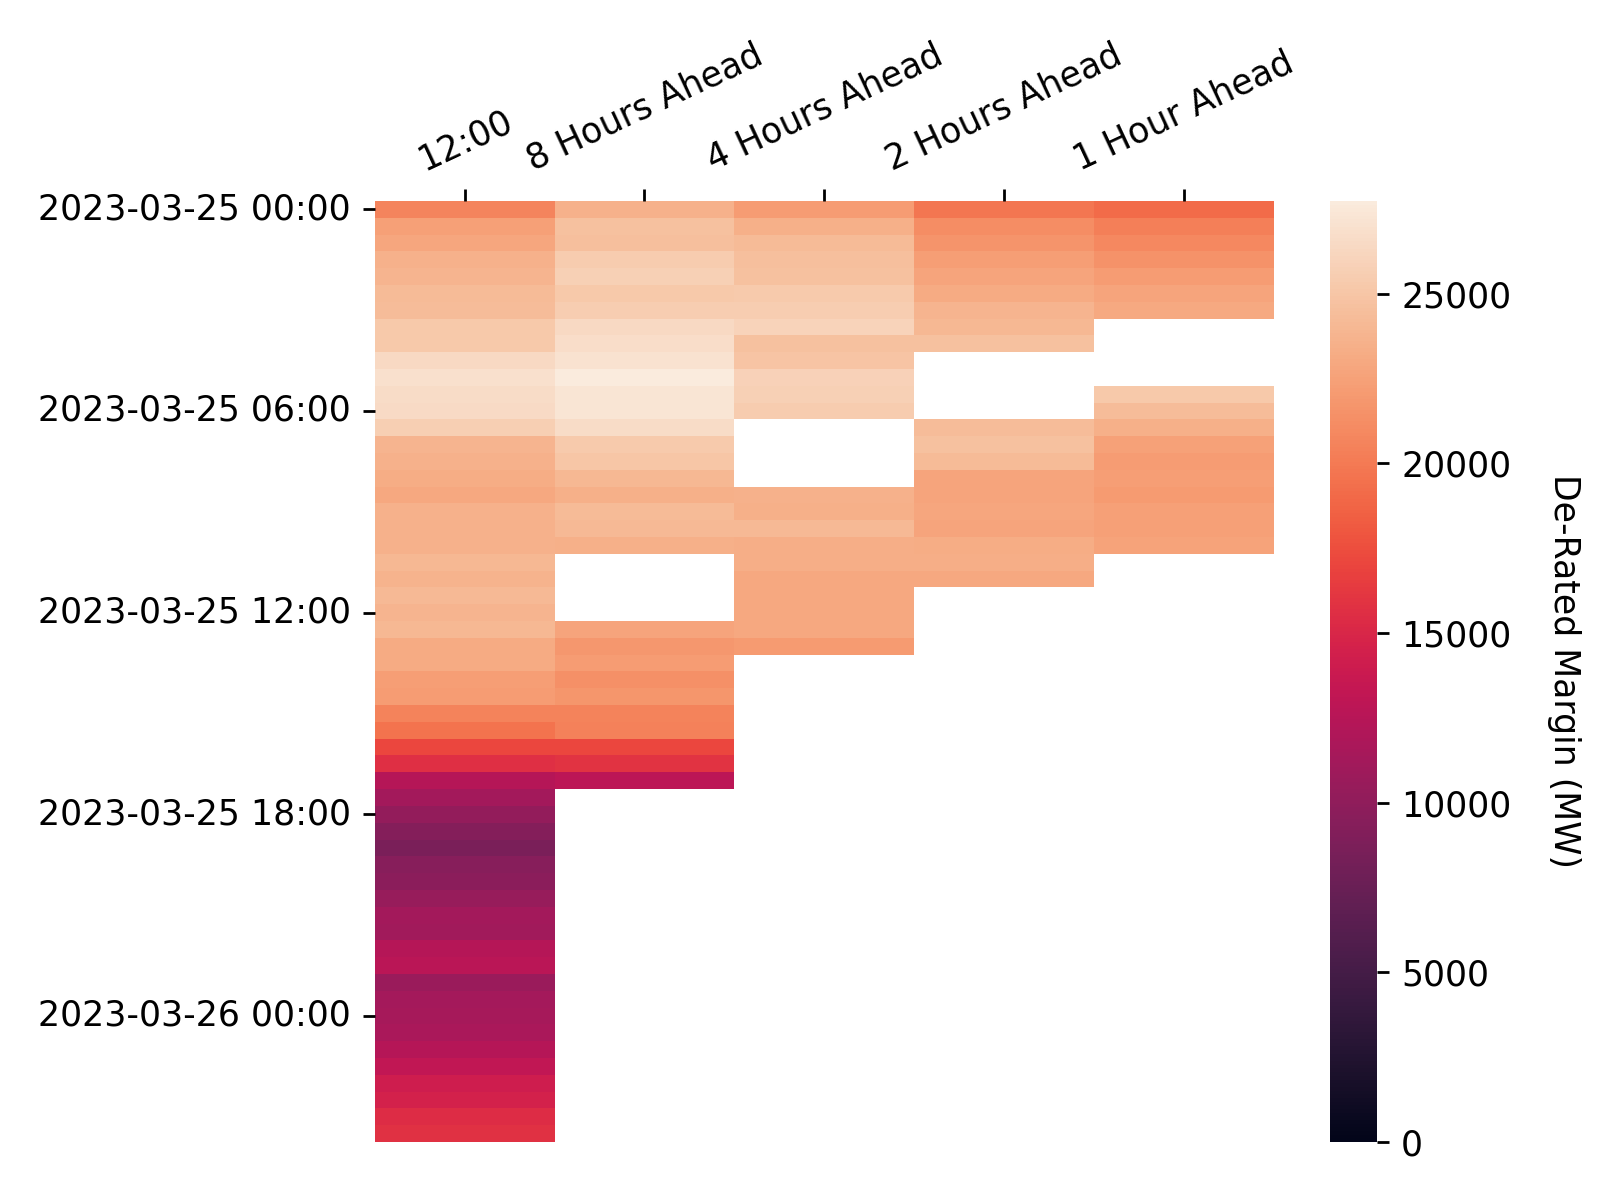 12:00
8 Hours Ahead
4 Hours Ahead
2 Hours Ahead
1 Hour Ahead
2023-03-25 00:00
2023-03-25 06:00
2023-03-25 12:00
2023-03-25 18:00
2023-03-26 00:00
25000
20000
15000
10000
5000
0
De-Rated Margin (MW)